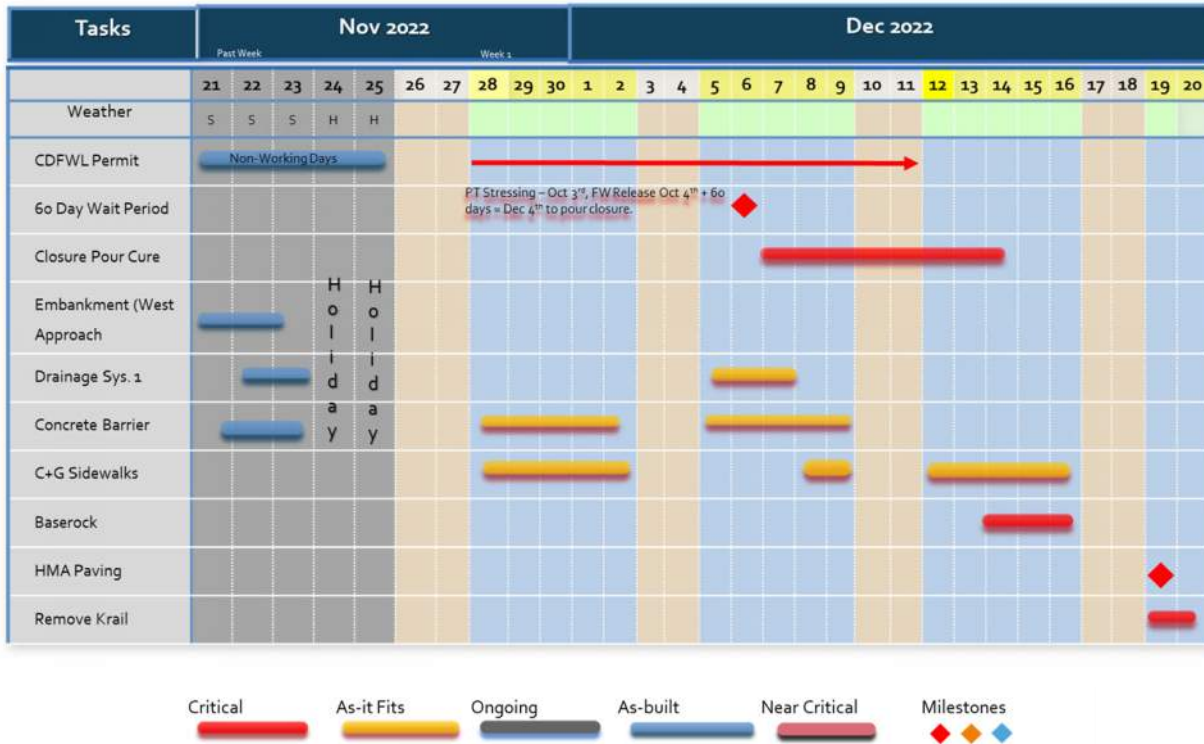 Tasks Nov 2022 Dec 2022
Past Week Week 1
21 22 23 24 25 26 27 28 29 30 1 2 3 4 5 6 7 8 9 10 11 12 13 14 15 16 17 18 19 20
Weather S S S H H
CDFWL Permit Non-Working Days
60 Day Wait Period
PT Stressing – Oct 3rd, FW Release Oct 4th + 60
days = Dec 4th to pour closure.
Closure Pour Cure
Embankment (West
Approach
Holiday
Holiday
Drainage Sys. 1
Concrete Barrier
C+G Sidewalks
Baserock
HMA Paving
Remove Krail
Critical As-it Fits Ongoing As-built Near Critical Milestones